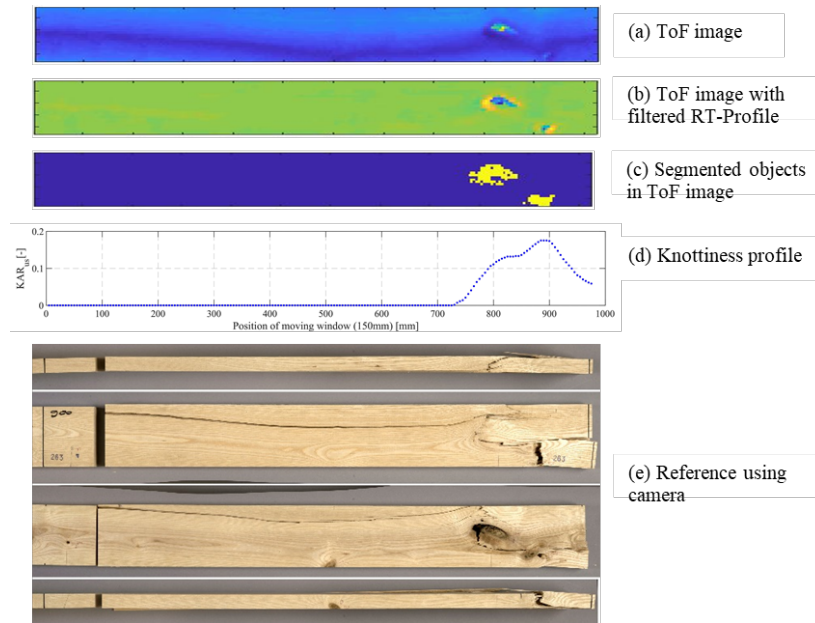 (a) ToF image
(b) ToF image with
filtered RT-Profile
(c) Segmented objects
in ToF image
0.2
0.1
0
KAR_us[-]
0 100 200 300 400 500 600 700 800 900 1000
Position of moving window (150mm) [mm]
(d) Knottiness profile
263
263
(e) Reference using
camera